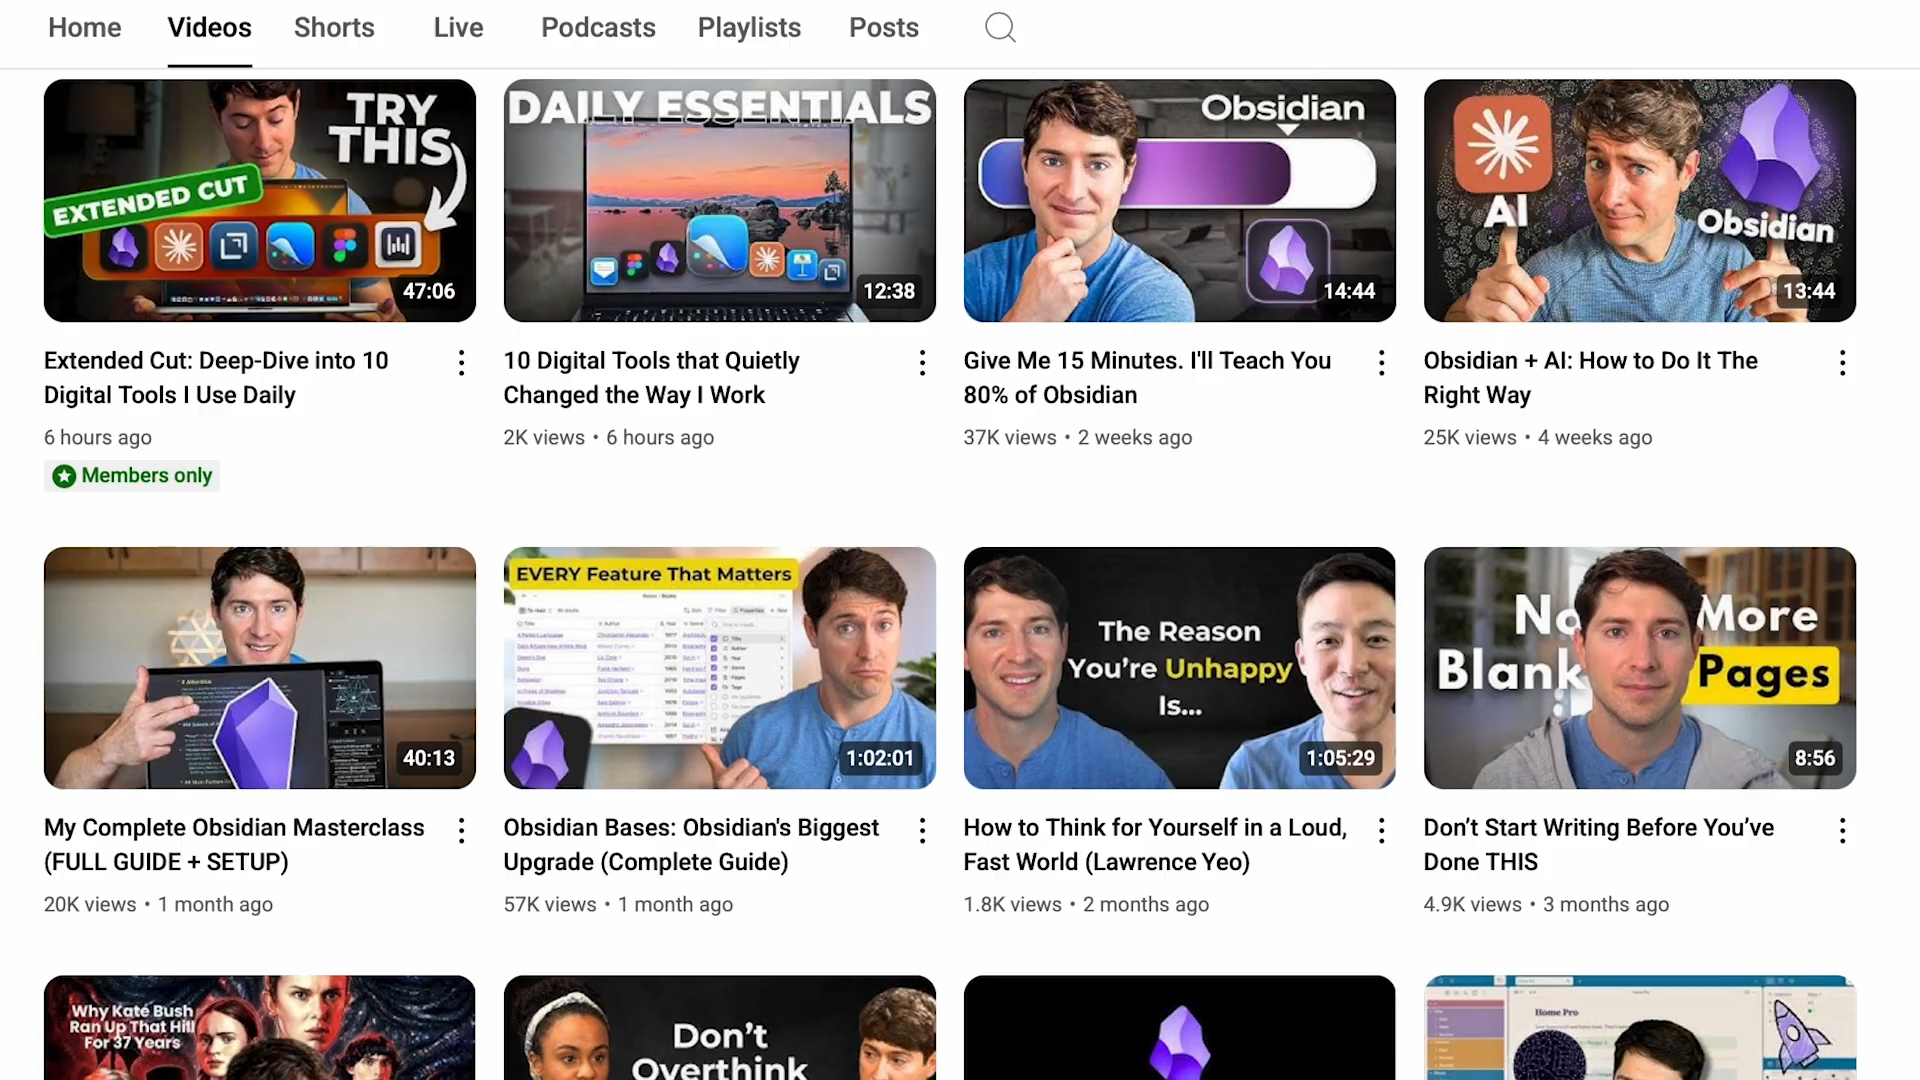 Home
Videos
Shorts
Live
Podcasts
Playlists
Posts
TRY
THIS
EXTENDED CUT
47:06
DAILY ESSENTIALS
12:38
Obsidian
14:44
AI
Obsidian
13:44
Extended Cut: Deep-Dive into 10
Digital Tools I Use Daily
6 hours ago
Members only
10 Digital Tools that Quietly
Changed the Way I Work
2K views • 6 hours ago
Give Me 15 Minutes. I'll Teach You
80% of Obsidian
37K views • 2 weeks ago
Obsidian + AI: How to Do It The
Right Way
25K views • 4 weeks ago
40:13
EVERY Feature That Matters
1:02:01
The Reason
You're Unhappy
Is...
1:05:29
No More
Blank Pages
8:56
My Complete Obsidian Masterclass
(FULL GUIDE + SETUP)
20K views • 1 month ago
Obsidian Bases: Obsidian's Biggest
Upgrade (Complete Guide)
57K views • 1 month ago
How to Think for Yourself in a Loud,
Fast World (Lawrence Yeo)
1.8K views • 2 months ago
Don’t Start Writing Before You’ve
Done THIS
4.9K views • 3 months ago
Why Kate Bush
Ran Up That Hill
For 37 Years
Don’t
Overthink
Home Pro